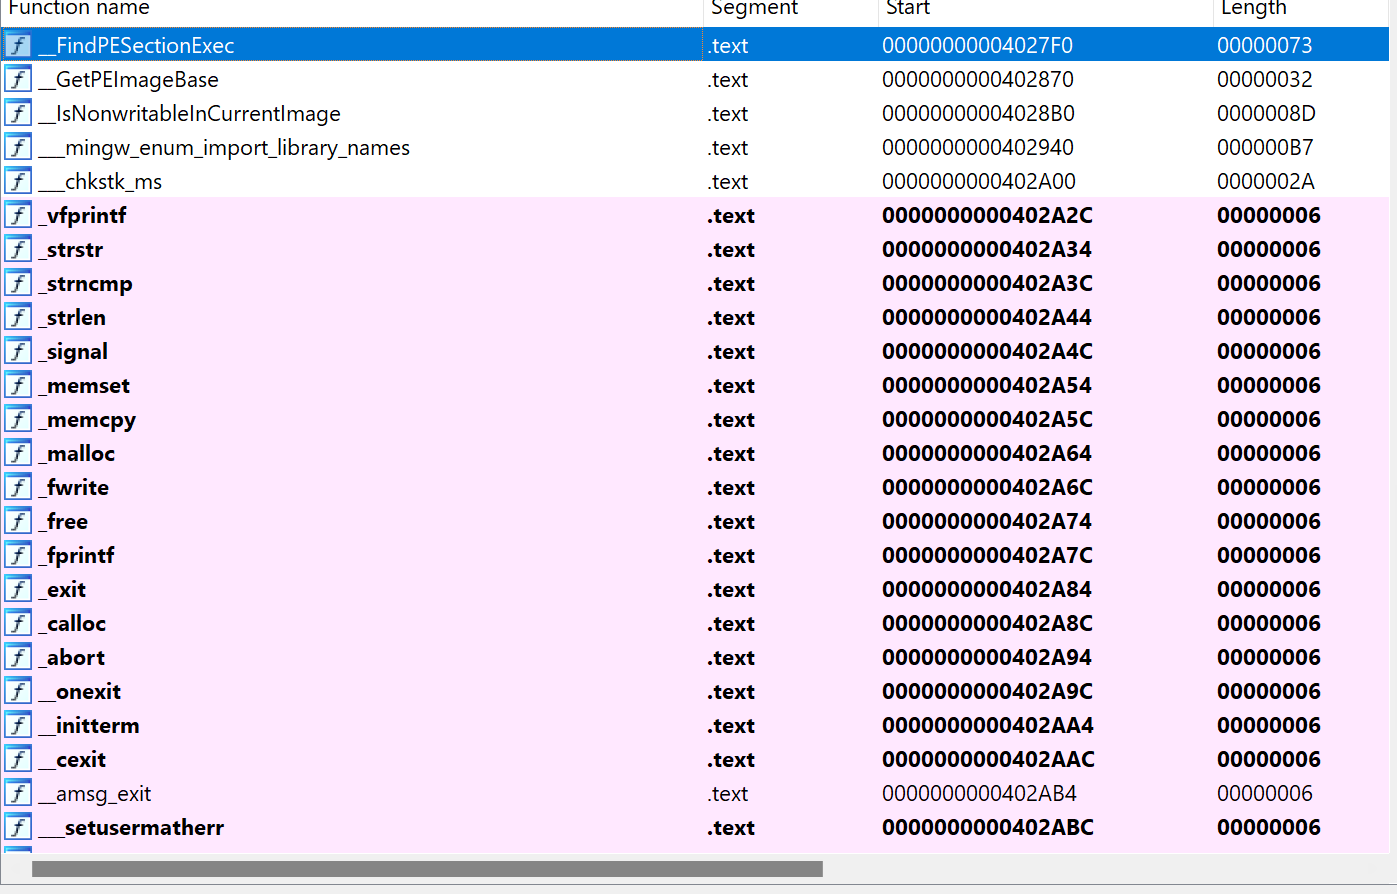 Function name Segment Start Length
__FindPESectionExec .text 00000000004027F0 00000073
__GetPEImageBase .text 0000000000402870 00000032
__IsNonwritableInCurrentImage .text 00000000004028B0 0000008D
___mingw_enum_import_library_names .text 0000000000402940 000000B7
___chkstk_ms .text 0000000000402A00 0000002A
_vfprintf .text 0000000000402A2C 00000006
_strstr .text 0000000000402A34 00000006
_strncmp .text 0000000000402A3C 00000006
_strlen .text 0000000000402A44 00000006
_signal .text 0000000000402A4C 00000006
_memset .text 0000000000402A54 00000006
_memcpy .text 0000000000402A5C 00000006
_malloc .text 0000000000402A64 00000006
_fwrite .text 0000000000402A6C 00000006
_free .text 0000000000402A74 00000006
_fprintf .text 0000000000402A7C 00000006
_exit .text 0000000000402A84 00000006
_calloc .text 0000000000402A8C 00000006
_abort .text 0000000000402A94 00000006
__onexit .text 0000000000402A9C 00000006
__initterm .text 0000000000402AA4 00000006
__cexit .text 0000000000402AAC 00000006
__amsg_exit .text 0000000000402AB4 00000006
___setusermatherr .text 0000000000402ABC 00000006